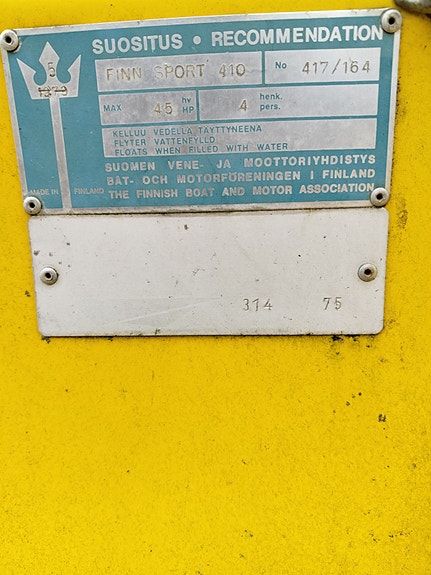 SUOSITUS • RECOMMENDATION
5
1979
FINN SPORT 410
No 417/164
MAX 45 hv HP
4 henk. pers.
KELLUU VEDELLÄ TÄYTTYNEENÄ
FLYTER VATTENFYLLD
FLOATS WHEN FILLED WITH WATER
SUOMEN VENE- JA MOOTTORIYHDISTYS
BÅT- OCH MOTORFÖRENINGEN I FINLAND
MADE IN FINLAND THE FINNISH BOAT AND MOTOR ASSOCIATION
314 75